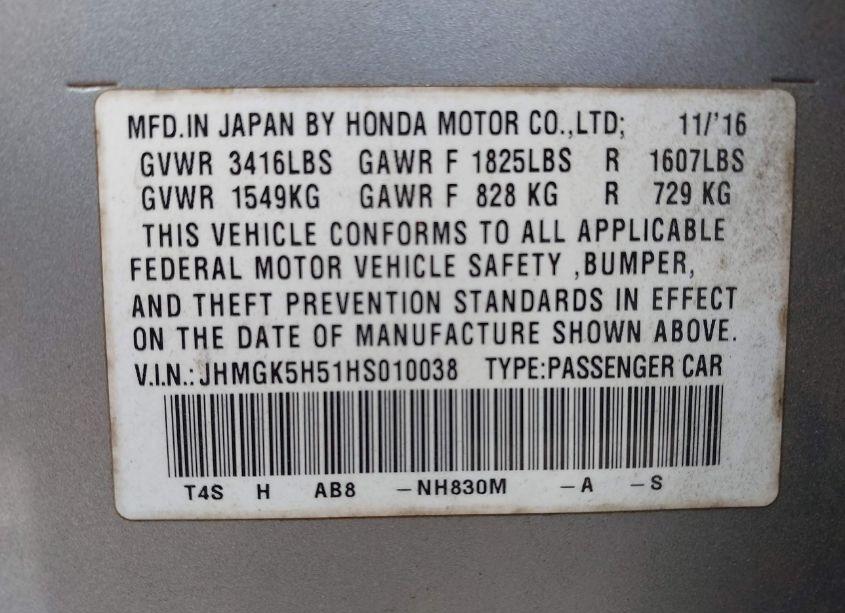 MFD.IN JAPAN BY HONDA MOTOR CO.,LTD; 11/'16
GVWR 3416LBS GAWR F 1825LBS R 1607LBS
GVWR 1549KG GAWR F 828 KG R 729 KG
THIS VEHICLE CONFORMS TO ALL APPLICABLE
FEDERAL MOTOR VEHICLE SAFETY ,BUMPER,
AND THEFT PREVENTION STANDARDS IN EFFECT
ON THE DATE OF MANUFACTURE SHOWN ABOVE.
V.I.N.: JHMGK5H51HS010038 TYPE:PASSENGER CAR
T4S H AB8 -NH830M -A -S